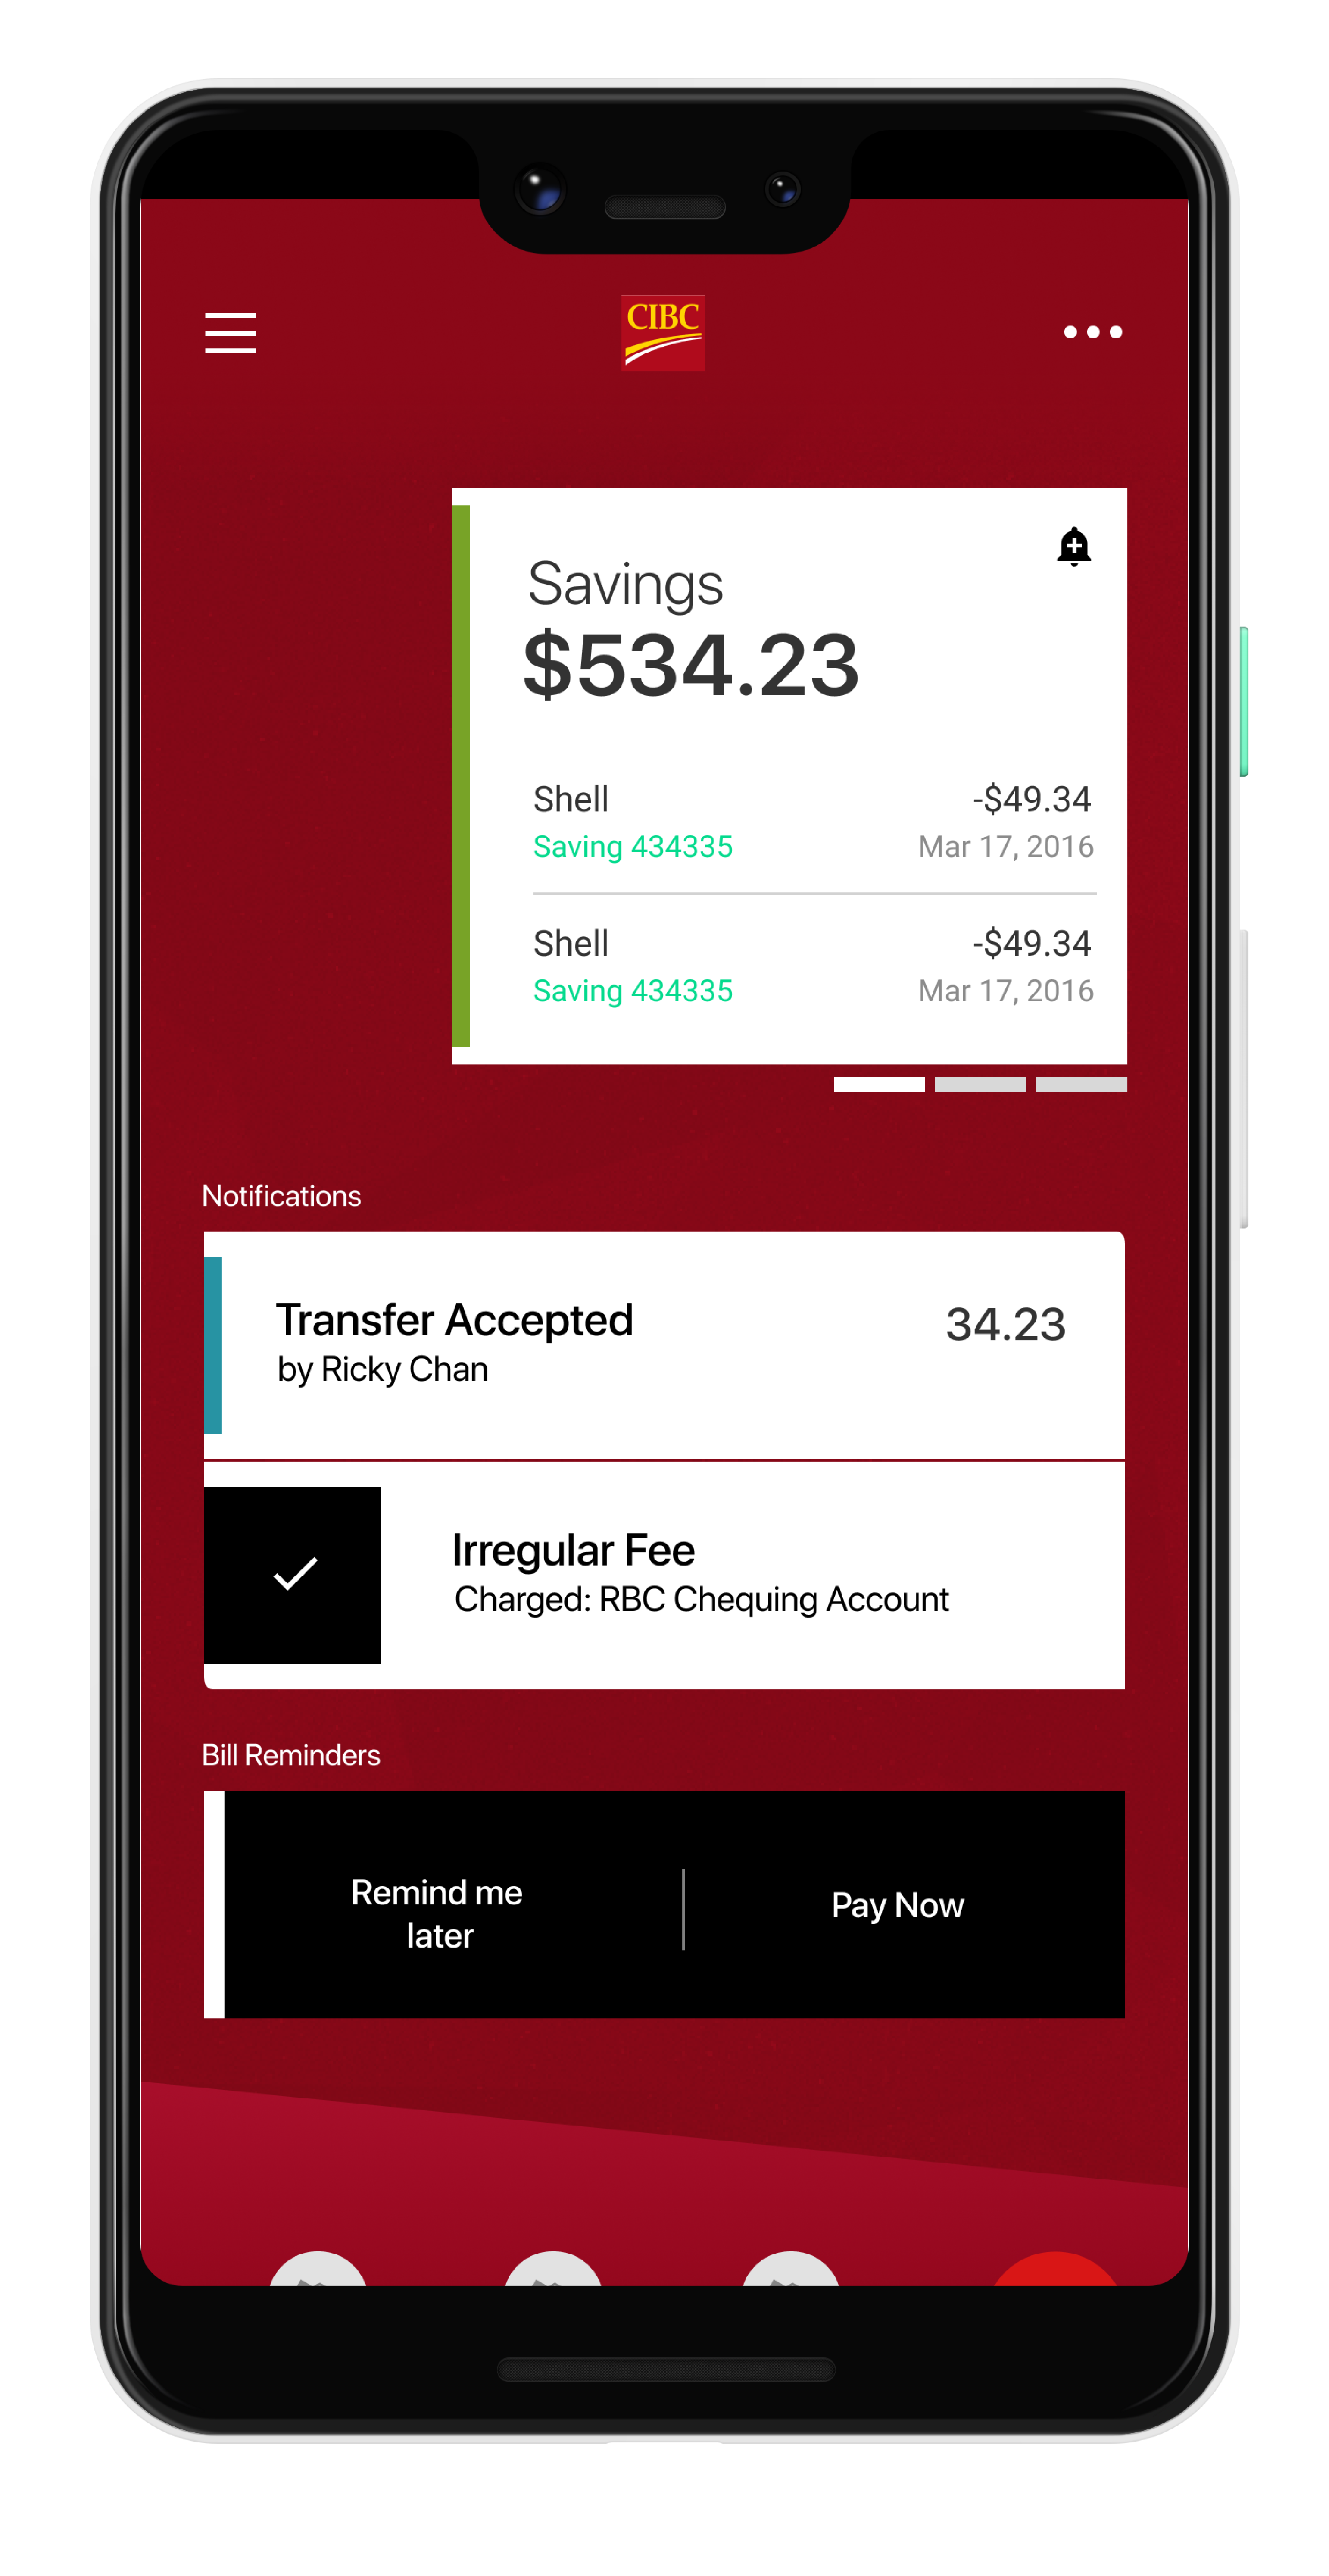 CIBC
Savings
$534.23
Shell -$49.34
Saving 434335 Mar 17, 2016
Shell -$49.34
Saving 434335 Mar 17, 2016
Notifications
Transfer Accepted 34.23
by Ricky Chan
Irregular Fee
Charged: RBC Chequing Account
Bill Reminders
Remind me
later
Pay Now